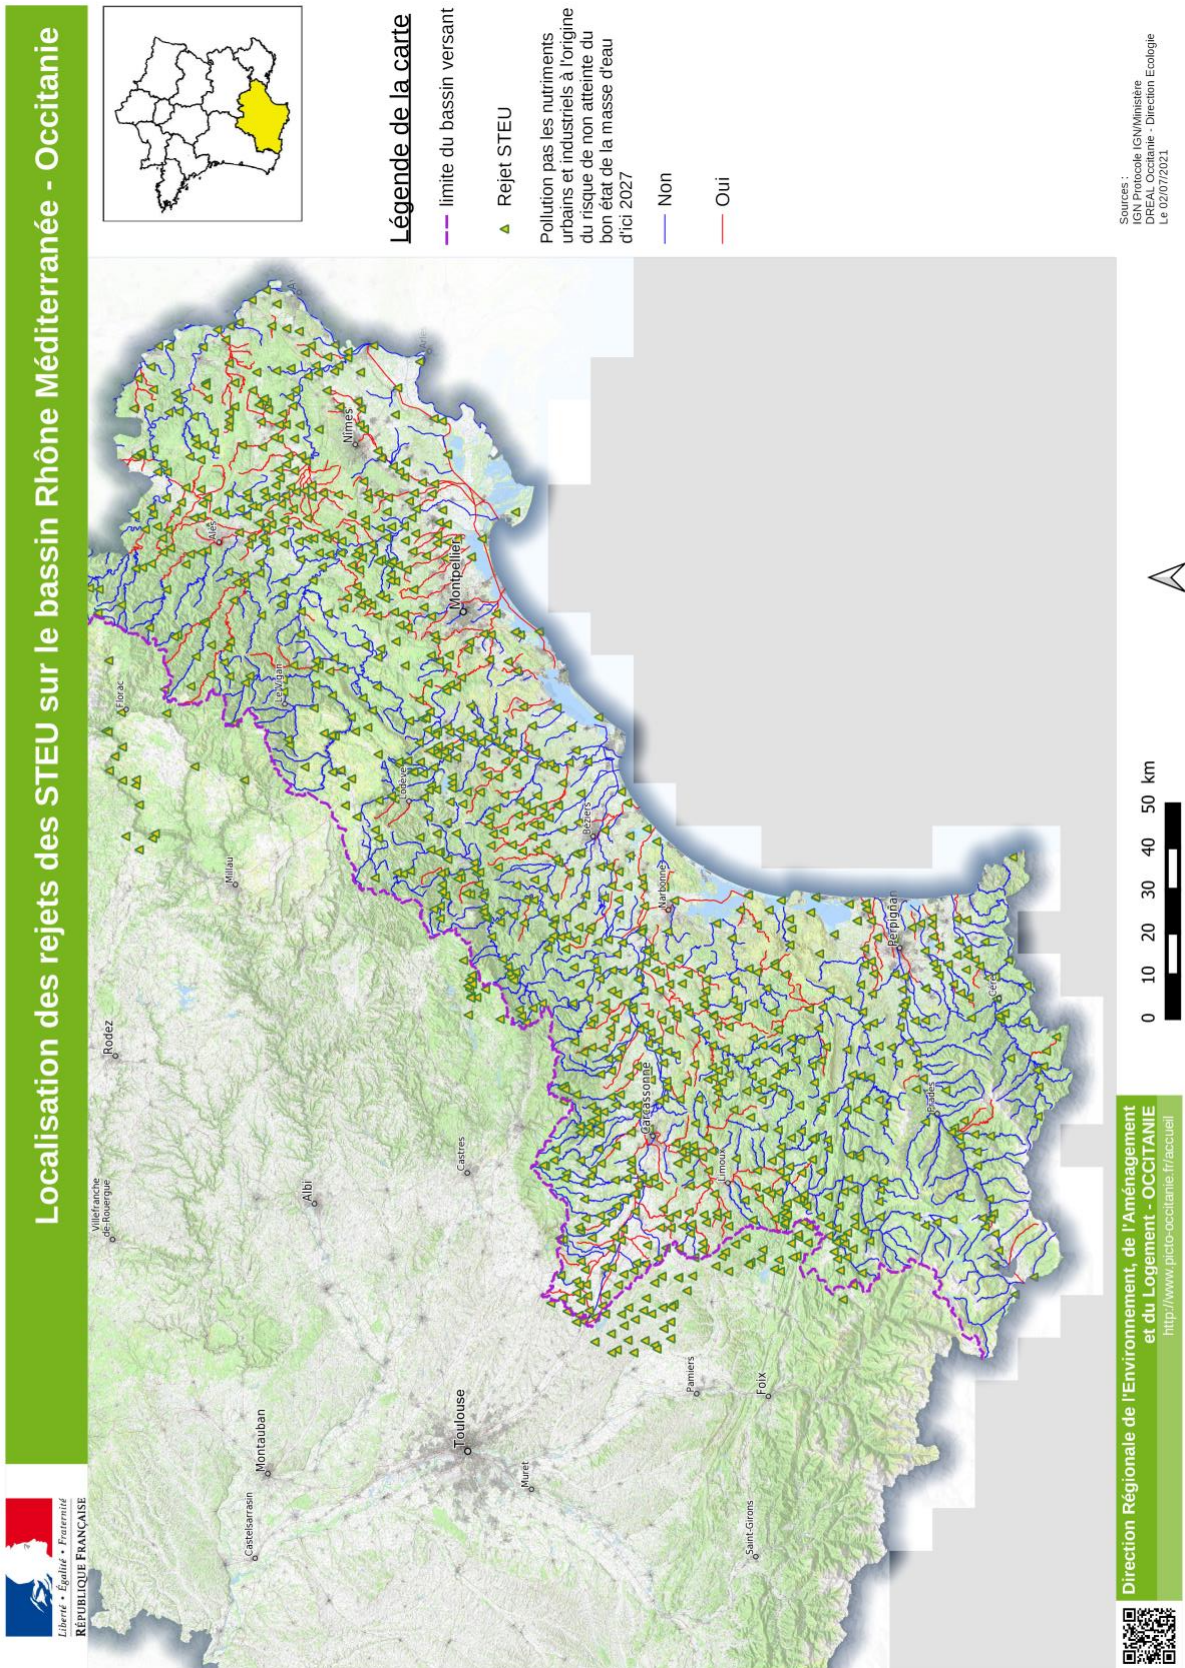 Liberté • Égalité • Fraternité
RÉPUBLIQUE FRANÇAISE
Localisation des rejets des STEU sur le bassin Rhône Méditerranée - Occitanie
Légende de la carte
limite du bassin versant
Rejet STEU
Pollution pas les nutriments
urbains et industriels à l'origine
du risque de non atteinte du
bon état de la masse d'eau
d'ici 2027
Non
Oui
Villefranche
de-Rouergue
Rodez
Florac
Millau
Alès
Le Vigan
Nîmes
Arles
Castelsarrasin
Montauban
Albi
Castres
Lodève
Montpellier
Toulouse
Muret
Béziers
Carcassonne
Narbonne
Pamiers
Limoux
Foix
Saint-Girons
Perpignan
Prades
Céret
Direction Régionale de l'Environnement, de l'Aménagement
et du Logement - OCCITANIE
http://www.picto-occitanie.fr/accueil
0 10 20 30 40 50 km
Sources :
IGN Protocole IGN/Ministère
DREAL Occitanie - Direction Ecologie
Le 02/07/2021